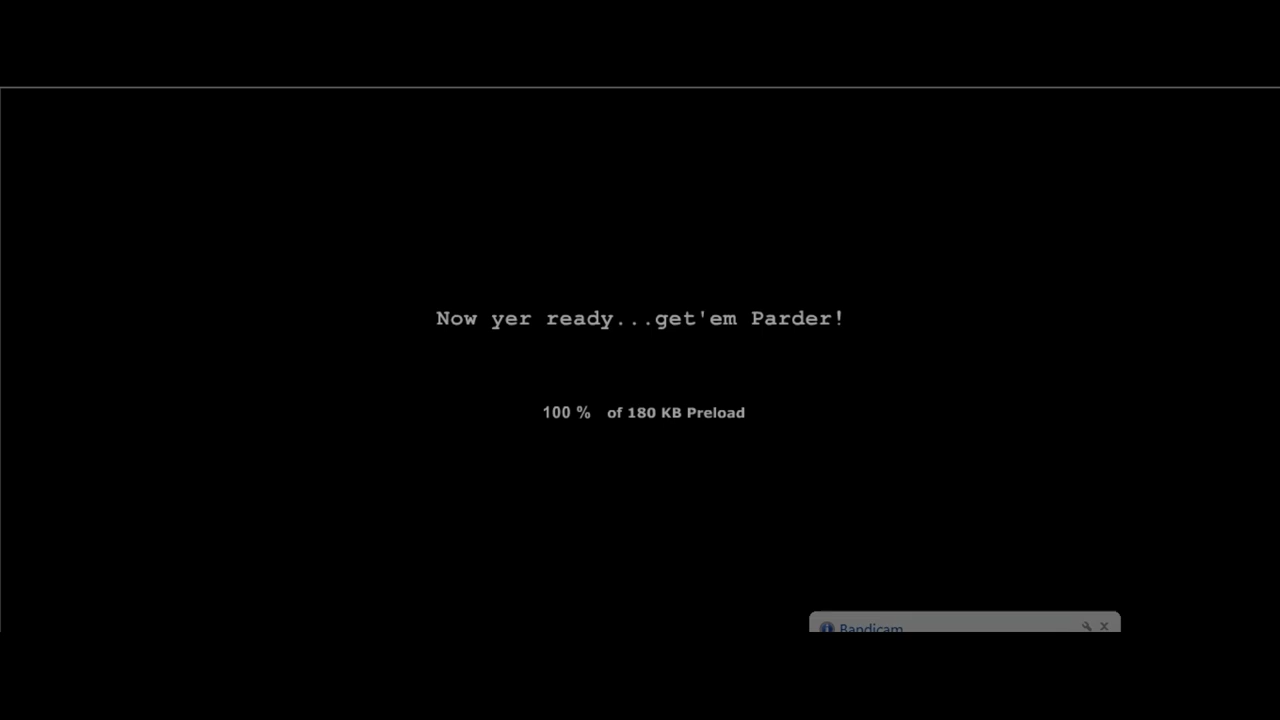 Now yer ready...get'em Parder!
100 % of 180 KB Preload
Bandicam